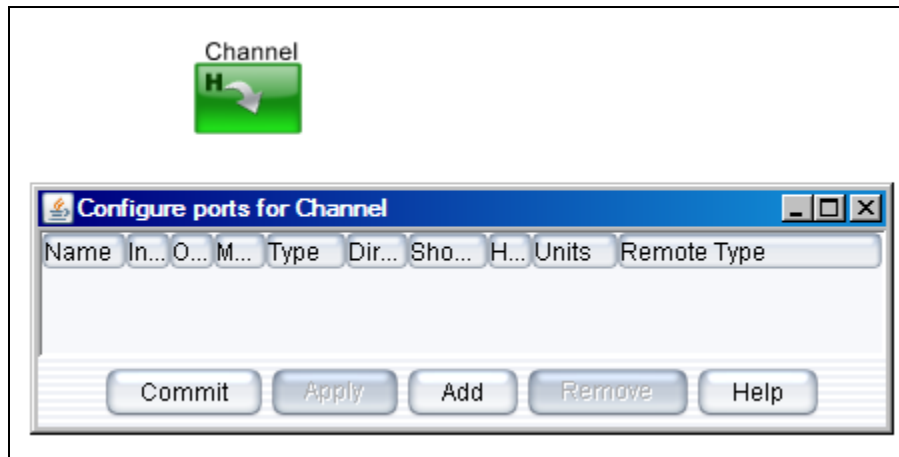 Channel
H
Configure ports for Channel
Name In... O... M... Type Dir... Sho... H... Units Remote Type
Commit Apply Add Remove Help